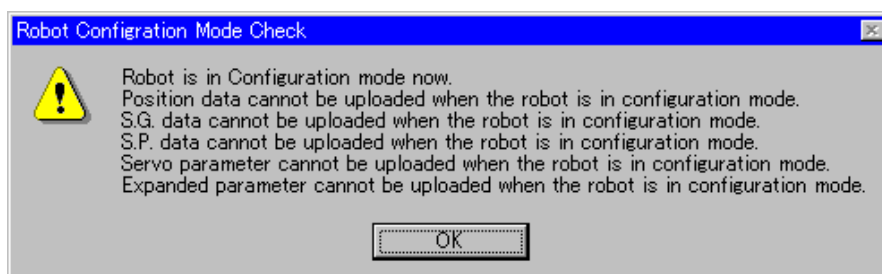 Robot Configration Mode Check
Robot is in Configuration mode now.
Position data cannot be uploaded when the robot is in configuration mode.
S.G. data cannot be uploaded when the robot is in configuration mode.
S.P. data cannot be uploaded when the robot is in configuration mode.
Servo parameter cannot be uploaded when the robot is in configuration mode.
Expanded parameter cannot be uploaded when the robot is in configuration mode.
OK